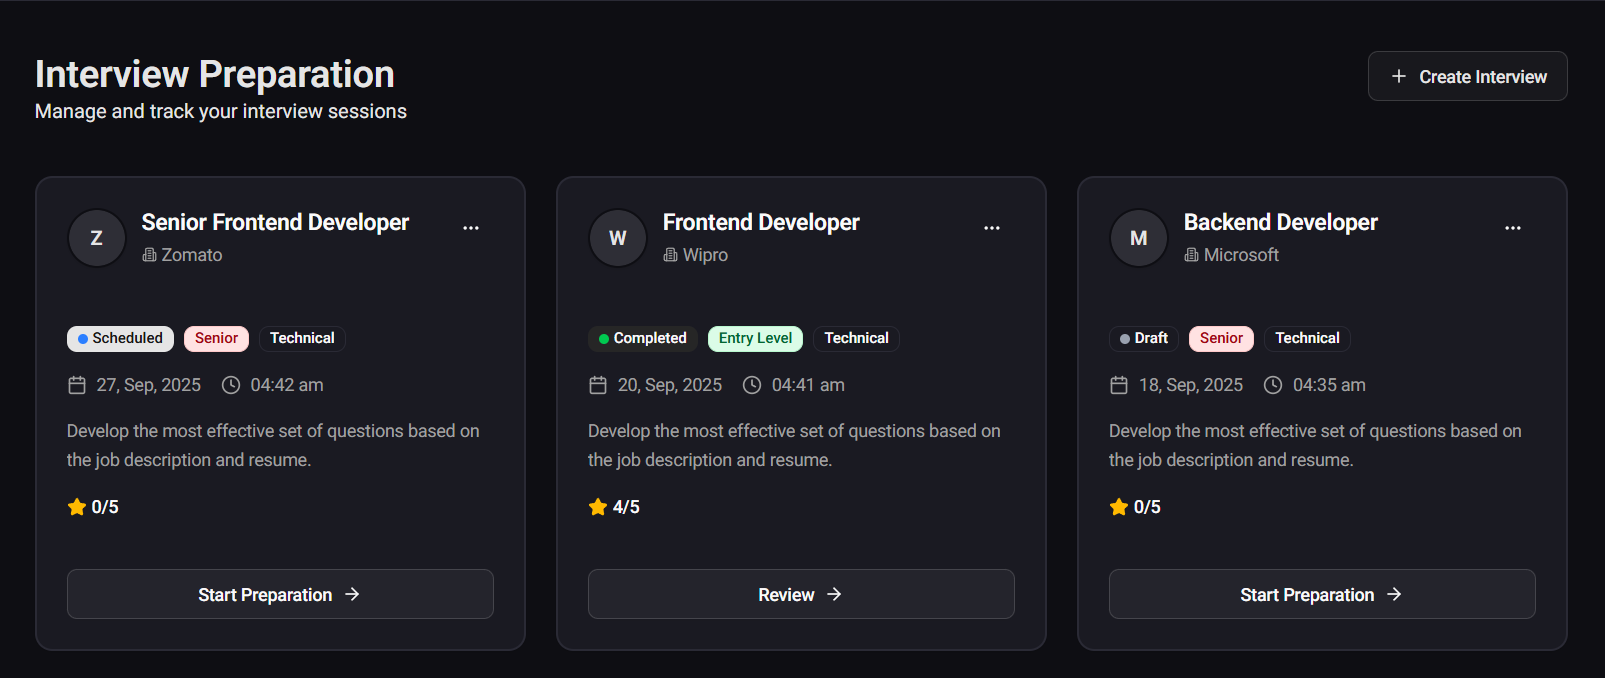 Interview Preparation
Manage and track your interview sessions
+ Create Interview
Z
Senior Frontend Developer
...
Zomato
Scheduled
Senior
Technical
27, Sep, 2025
04:42 am
Develop the most effective set of questions based on
the job description and resume.
0/5
Start Preparation →
W
Frontend Developer
...
Wipro
Completed
Entry Level
Technical
20, Sep, 2025
04:41 am
Develop the most effective set of questions based on
the job description and resume.
4/5
Review →
M
Backend Developer
...
Microsoft
Draft
Senior
Technical
18, Sep, 2025
04:35 am
Develop the most effective set of questions based on
the job description and resume.
0/5
Start Preparation →